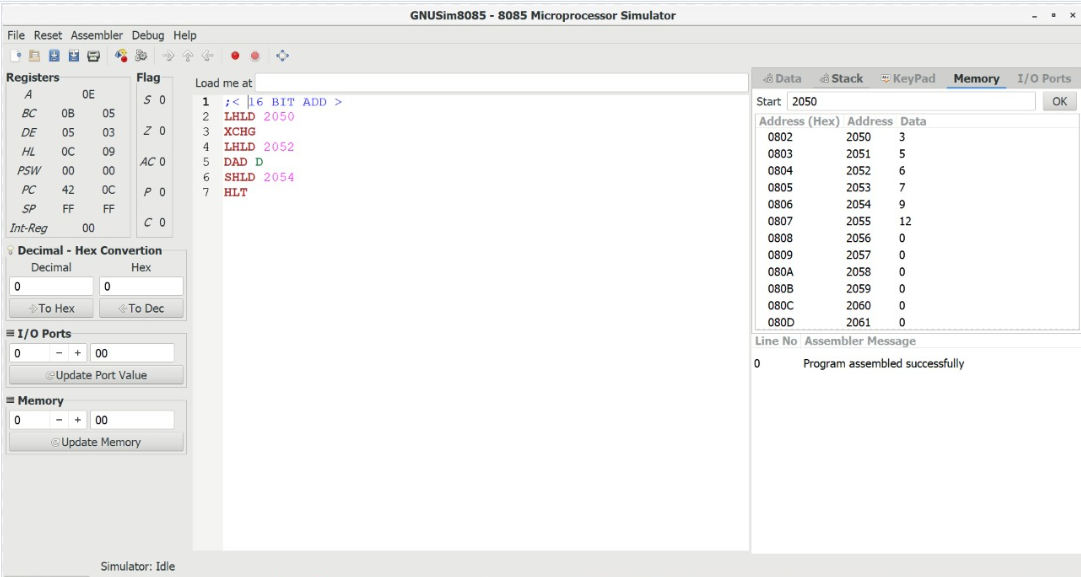 GNUSim8085 - 8085 Microprocessor Simulator
File Reset Assembler Debug Help
Registers
A 0E
BC 0B 05
DE 05 03
HL 0C 09
PSW 00 00
PC 42 0C
SP FF FF
Int-Reg 00
Flag
S 0
Z 0
AC 0
P 0
C 0
Decimal - Hex Convertion
Decimal Hex
0 0
To Hex To Dec
I/O Ports
0 - + 00
Update Port Value
Memory
0 - + 00
Update Memory
Load me at
1 ;< 16 BIT ADD >
2 LHLD 2050
3 XCHG
4 LHLD 2052
5 DAD D
6 SHLD 2054
7 HLT
Data Stack KeyPad Memory I/O Ports
Start 2050 OK
Address (Hex) Address Data
0802 2050 3
0803 2051 5
0804 2052 6
0805 2053 7
0806 2054 9
0807 2055 12
0808 2056 0
0809 2057 0
080A 2058 0
080B 2059 0
080C 2060 0
080D 2061 0
Line No Assembler Message
0 Program assembled successfully
Simulator: Idle